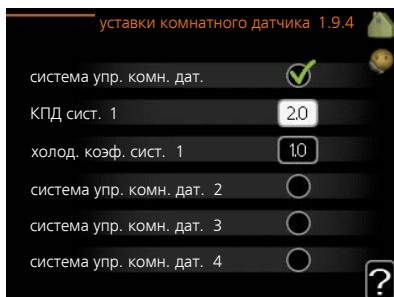 уставки комнатного датчика 1.9.4
система упр. комн. дат.
КПД сист. 1 2.0
холод. коэф. сист. 1 1.0
система упр. комн. дат. 2
система упр. комн. дат. 3
система упр. комн. дат. 4
?